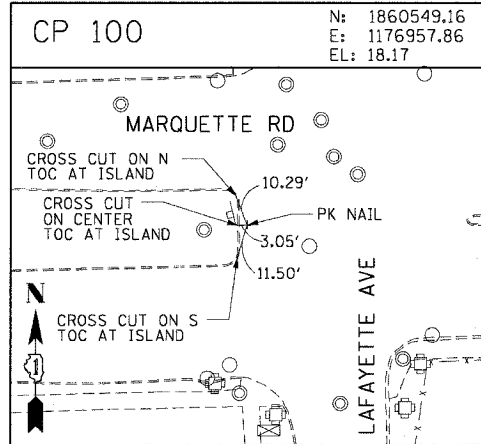 CP 100
N: 1860549.16
E: 1176957.86
EL: 18.17
MARQUETTE RD
CROSS CUT ON N
TOC AT ISLAND
10.29'
CROSS CUT
ON CENTER
TOC AT ISLAND
PK NAIL
3.05'
11.50'
N
CROSS CUT ON S
TOC AT ISLAND
LAFAYETTE AVE
x
x
x